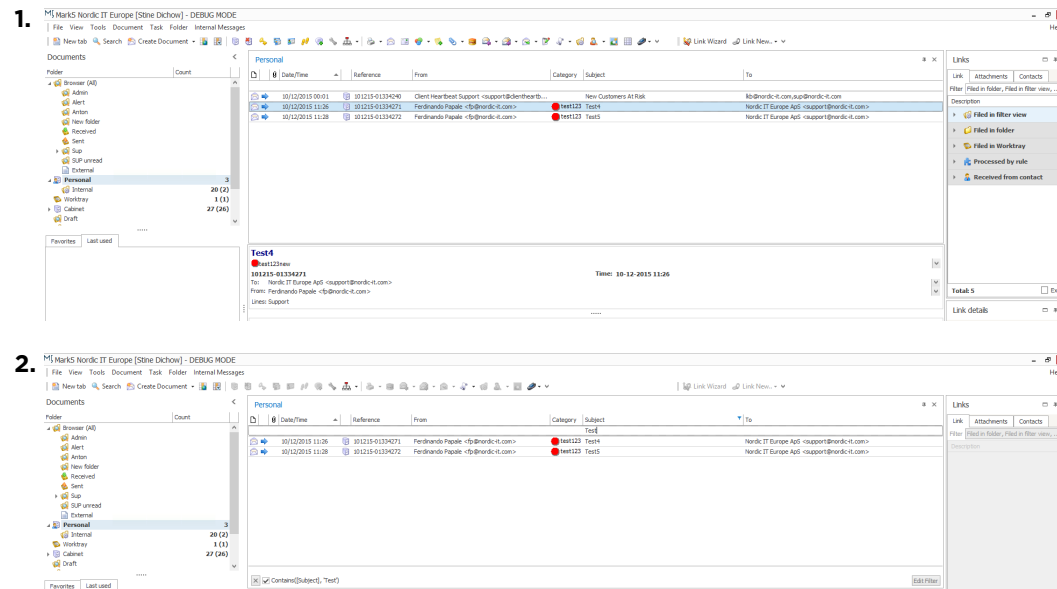 1.
Mark5 Nordic IT Europe [Stine Dichow] - DEBUG MODE
File View Tools Document Task Folder Internal Messages He
New tab Search Create Document Link Wizard Link New..
Documents
Folder Count
Browser (All)
Admin
Alert
Anton
New folder
Received
Sent
Sup
SUP unread
External
Personal 3
Internal 20 (2)
Worktray 1 (1)
Cabinet 27 (26)
Draft
Favorites Last used
Personal
Date/Time Reference From Category Subject To
10/12/2015 00:01 101215-01334240 Client Heartbeat Support <support@clientheartb... New Customers At Risk lkb@nordic-it.com,sup@nordic-it.com
10/12/2015 11:26 101215-01334271 Ferdinando Papale <fp@nordic-it.com> test123 Test4 Nordic IT Europe ApS <support@nordic-it.com>
10/12/2015 11:28 101215-01334272 Ferdinando Papale <fp@nordic-it.com> test123 Test5 Nordic IT Europe ApS <support@nordic-it.com>
Test4
test123new
101215-01334271 Time: 10-12-2015 11:26
To: Nordic IT Europe ApS <support@nordic-it.com>
From: Ferdinando Papale <fp@nordic-it.com>
Lines: Support
Links
Link Attachments Contacts
Filter Filed in folder, Filed in filter view, ...
Description
Filed in filter view
Filed in folder
Filed in Worktray
Processed by rule
Received from contact
Total: 5 Ex
Link details
2.
Mark5 Nordic IT Europe [Stine Dichow] - DEBUG MODE
File View Tools Document Task Folder Internal Messages He
New tab Search Create Document Link Wizard Link New..
Documents
Folder Count
Browser (All)
Admin
Alert
Anton
New folder
Received
Sent
Sup
SUP unread
External
Personal 3
Internal 20 (2)
Worktray 1 (1)
Cabinet 27 (26)
Draft
Favorites Last used
Personal
Date/Time Reference From Category Subject To
Test
10/12/2015 11:26 101215-01334271 Ferdinando Papale <fp@nordic-it.com> test123 Test4 Nordic IT Europe ApS <support@nordic-it.com>
10/12/2015 11:28 101215-01334272 Ferdinando Papale <fp@nordic-it.com> test123 Test5 Nordic IT Europe ApS <support@nordic-it.com>
Contains([Subject], 'Test') Edit Filter
Links
Link Attachments Contacts
Filter Filed in folder, Filed in filter view, ...
Description